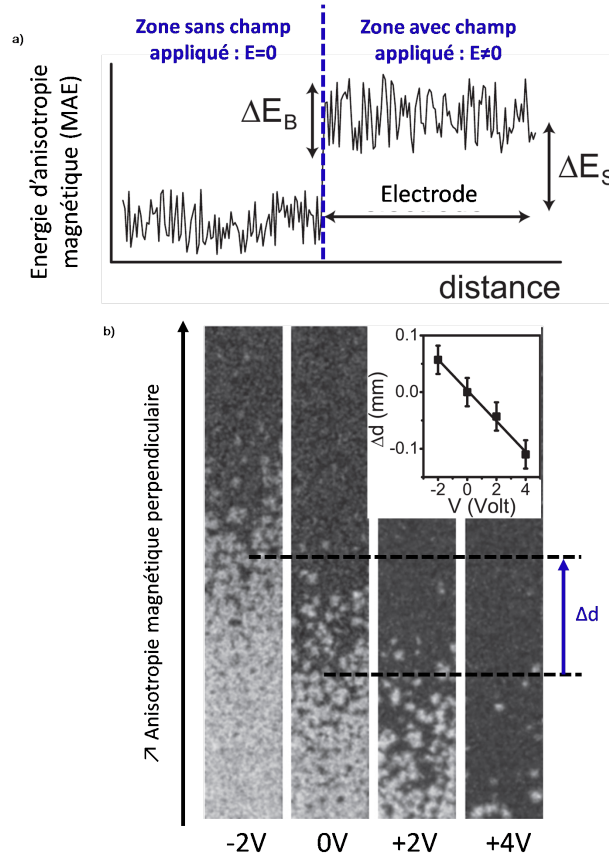 a)
Zone sans champ
appliqué : E=0
Zone avec champ
appliqué : E≠0
Energie d'anisotropie
magnétique (MAE)
ΔE_B
ΔE_S
Electrode
distance
b)
↗ Anisotropie magnétique perpendiculaire
0.1
0.0
-0.1
Δd (mm)
-2 0 2 4
V (Volt)
Δd
-2V 0V +2V +4V